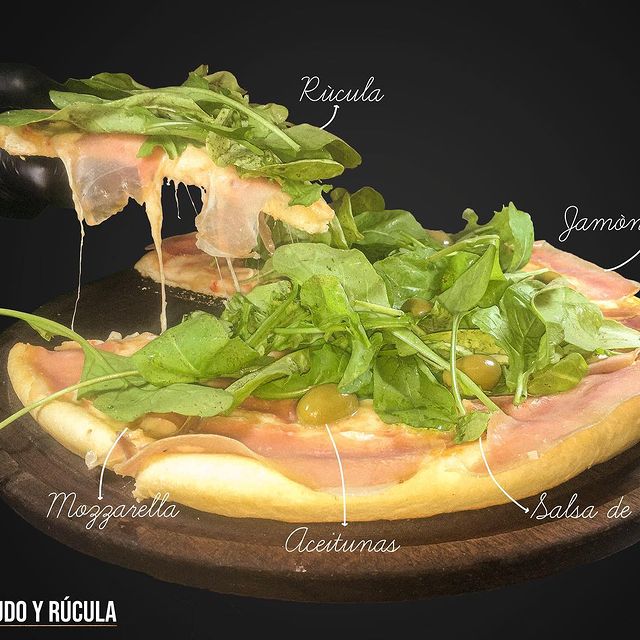 Rùcula
Jamòn
Mozzarella
Salsa de
Aceitunas
UDO Y RÚCULA